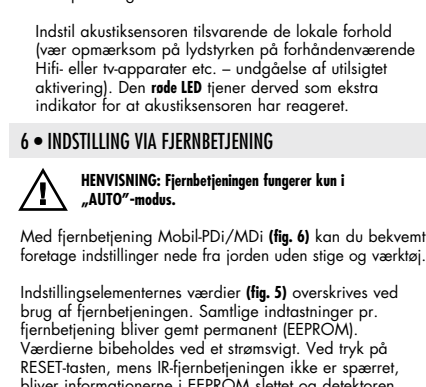 Indstil akustiksensoren tilsvarende de lokale forhold
(vær opmærksom på lydstyrken på forhåndenværende
Hifi- eller tv-apparater etc. – undgåelse af utilsigtet
aktivering). Den røde LED tjener derved som ekstra
indikator for at akustiksensoren har reageret.
6 • INDSTILLING VIA FJERNBETJENING
HENVISNING: Fjernbetjeningen fungerer kun i
„AUTO”-modus.
Med fjernbetjening Mobil-PDi/MDi (fig. 6) kan du bekvemt
foretage indstillinger nede fra jorden uden stige og værktøj.
Indstillingselementernes værdier (fig. 5) overskrives ved
brug af fjernbetjeningen. Samtlige indtastninger pr.
fjernbetjening bliver gemt permanent (EEPROM).
Værdierne bibeholdes ved et strømsvigt. Ved tryk på
RESET-tasten, mens IR-fjernbetjeningen ikke er spærret,
bliver informationerne i EEPROM slettet og detektoren